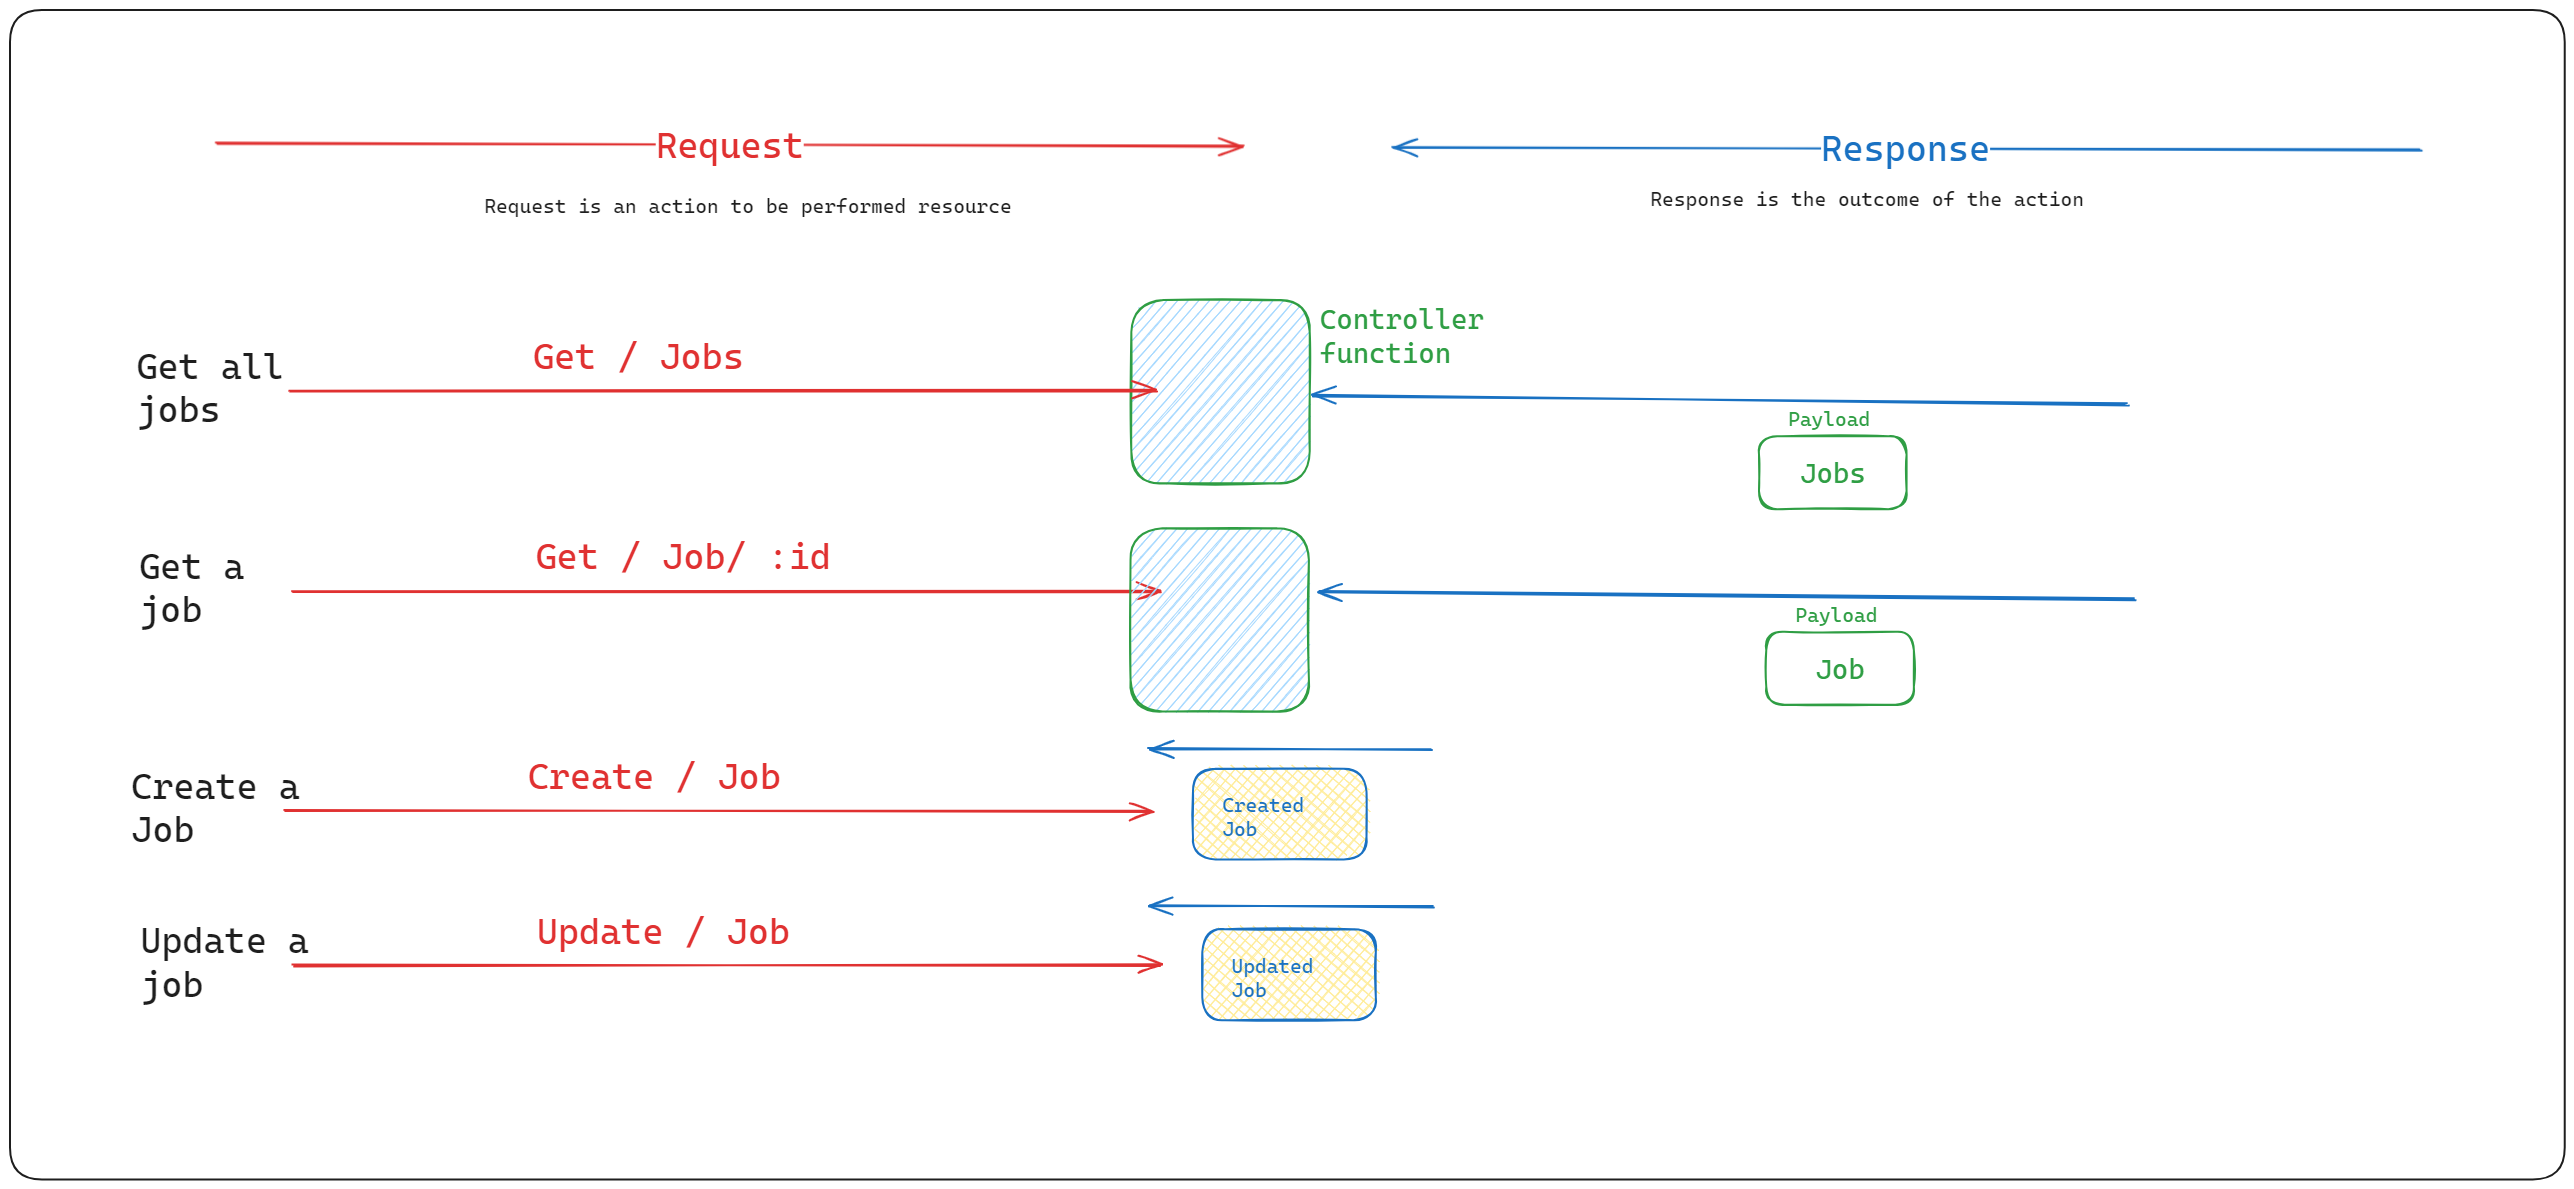 Request
Response
Request is an action to be performed resource
Response is the outcome of the action
Get all
jobs
Get / Jobs
Controller
function
Payload
Jobs
Get a
job
Get / Job/ :id
Payload
Job
Create a
Job
Create / Job
Created
Job
Update a
job
Update / Job
Updated
Job